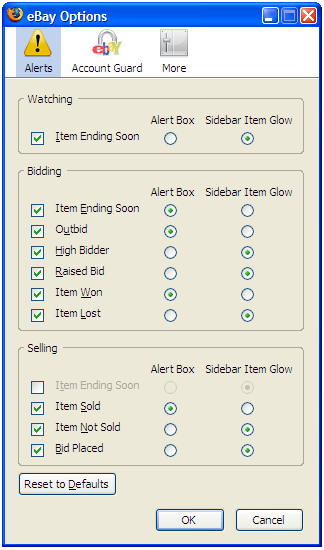 eBay Options
ebY
Alerts Account Guard More
Watching
Alert Box Sidebar Item Glow
Item Ending Soon
Bidding
Alert Box Sidebar Item Glow
Item Ending Soon
Outbid
High Bidder
Raised Bid
Item Won
Item Lost
Selling
Alert Box Sidebar Item Glow
Item Ending Soon
Item Sold
Item Not Sold
Bid Placed
Reset to Defaults
OK Cancel